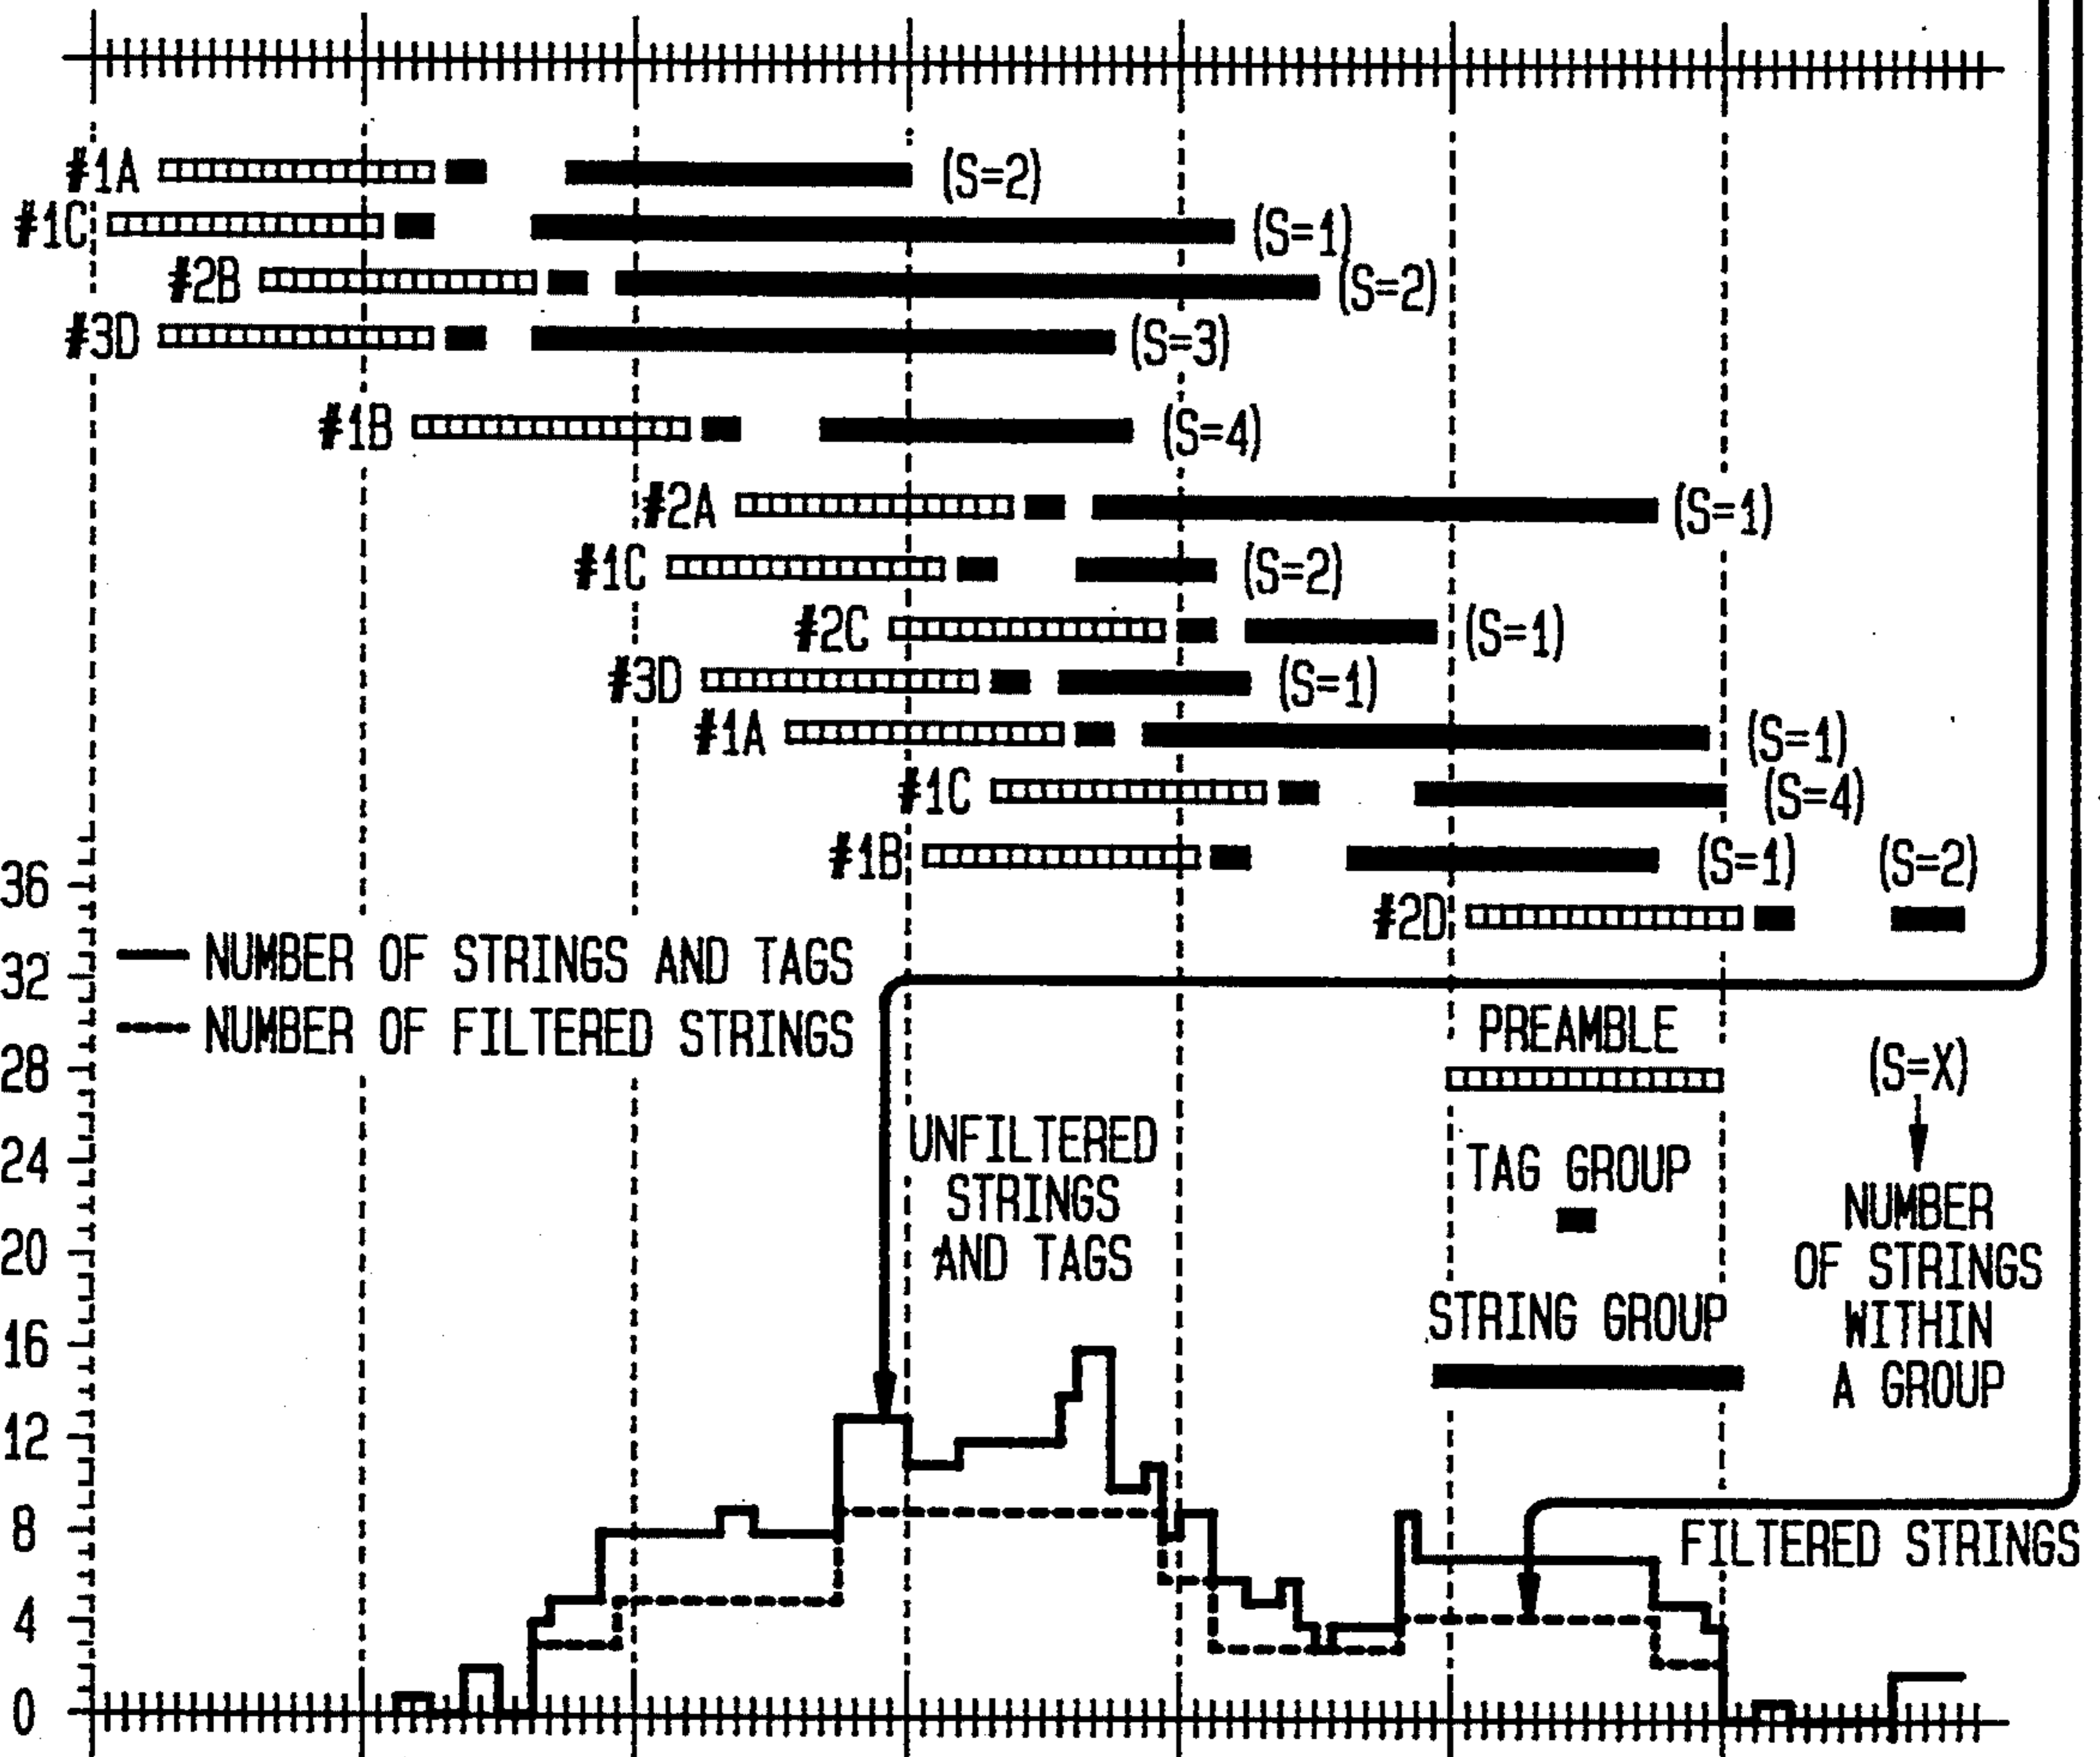 #1A (S=2)
#1C (S=1)
#2B (S=2)
#3D (S=3)
#1B (S=4)
#2A (S=1)
#1C (S=2)
#2C (S=1)
#3D (S=1)
#1A (S=1)
#1C (S=4)
#1B (S=1) (S=2)
#2D
36
32
28
24
20
16
12
8
4
0
NUMBER OF STRINGS AND TAGS
NUMBER OF FILTERED STRINGS
UNFILTERED
STRINGS
AND TAGS
PREAMBLE
TAG GROUP
STRING GROUP
(S=X)
NUMBER
OF STRINGS
WITHIN
A GROUP
FILTERED STRINGS